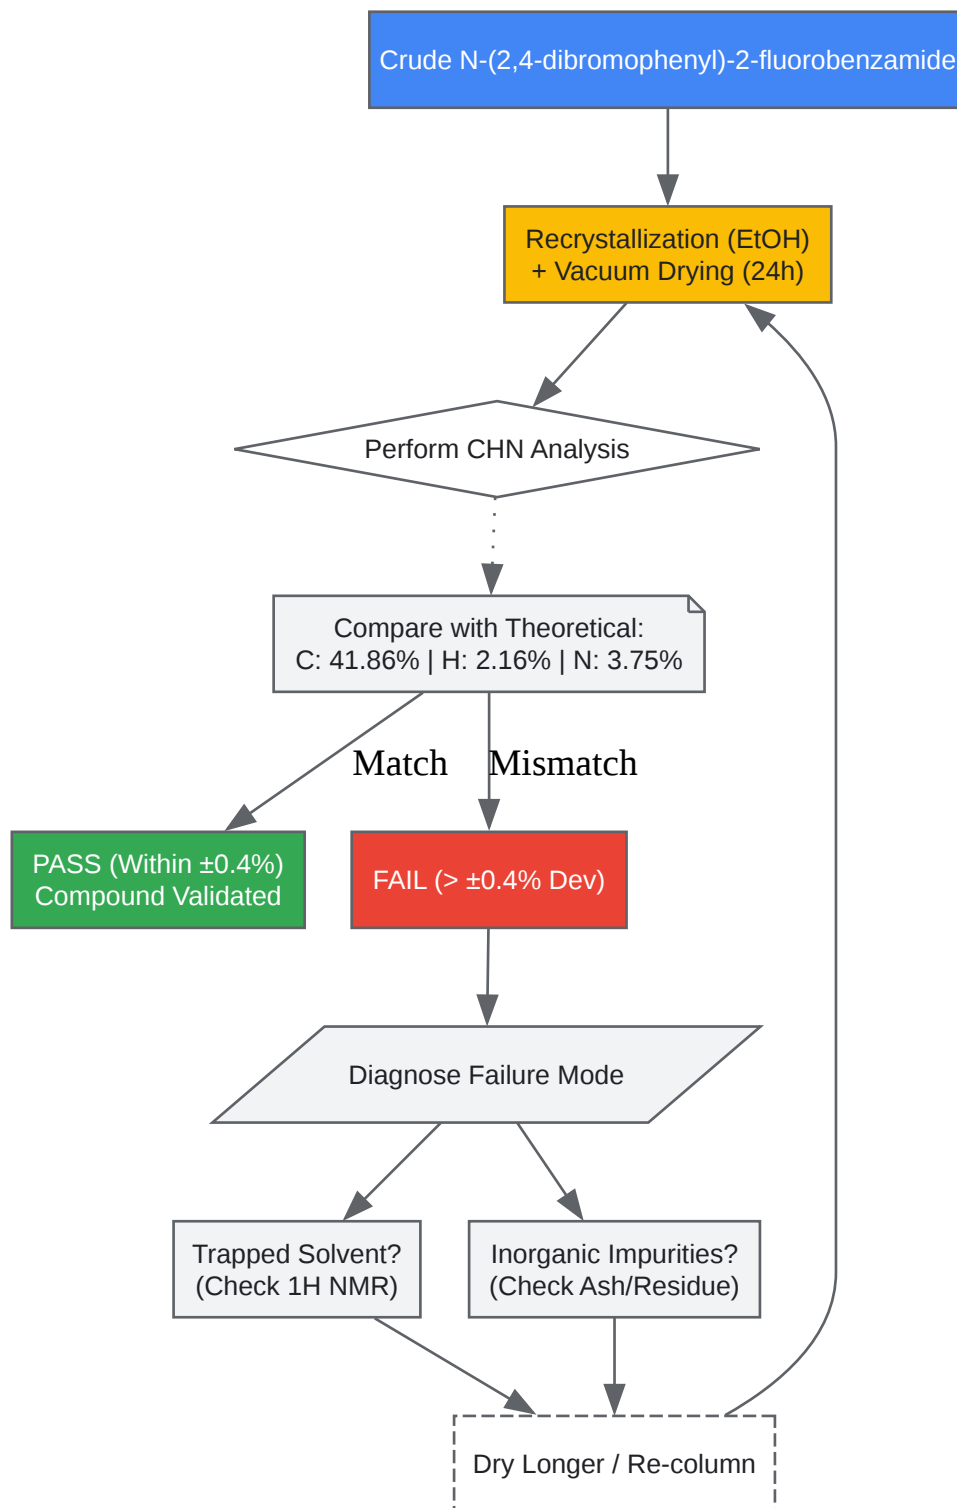 Crude N-(2,4-dibromophenyl)-2-fluorobenzamide
Recrystallization (EtOH)
+ Vacuum Drying (24h)
Perform CHN Analysis
Compare with Theoretical:
C: 41.86% | H: 2.16% | N: 3.75%
Match
Mismatch
PASS (Within ±0.4%)
Compound Validated
FAIL (> ±0.4% Dev)
Diagnose Failure Mode
Trapped Solvent?
(Check 1H NMR)
Inorganic Impurities?
(Check Ash/Residue)
Dry Longer / Re-column